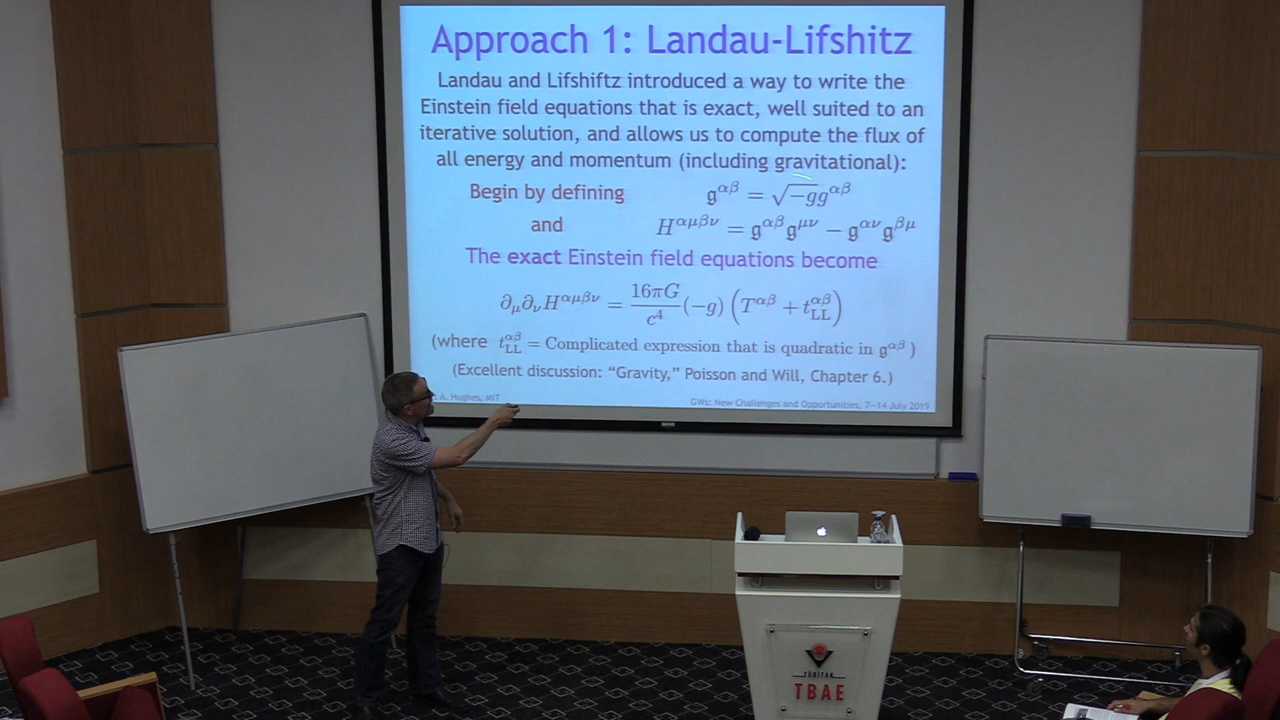 Approach 1: Landau-Lifshitz
Landau and Lifshiftz introduced a way to write the
Einstein field equations that is exact, well suited to an
iterative solution, and allows us to compute the flux of
all energy and momentum (including gravitational):
Begin by defining 𝔤^{αβ} = √−g g^{αβ}
and H^{αμβν} = 𝔤^{αβ}𝔤^{μν} − 𝔤^{αν}𝔤^{βμ}
The exact Einstein field equations become
∂_μ∂_νH^{αμβν} = 16πG/c^4 (−g) (T^{αβ} + t_{LL}^{αβ})
(where t_{LL}^{αβ} = Complicated expression that is quadratic in 𝔤^{αβ} )
(Excellent discussion: “Gravity,” Poisson and Will, Chapter 6.)
A. Hughes, MIT
GWs: New Challenges and Opportunities, 7−14 July 2019
TÜBİTAK
TBAE